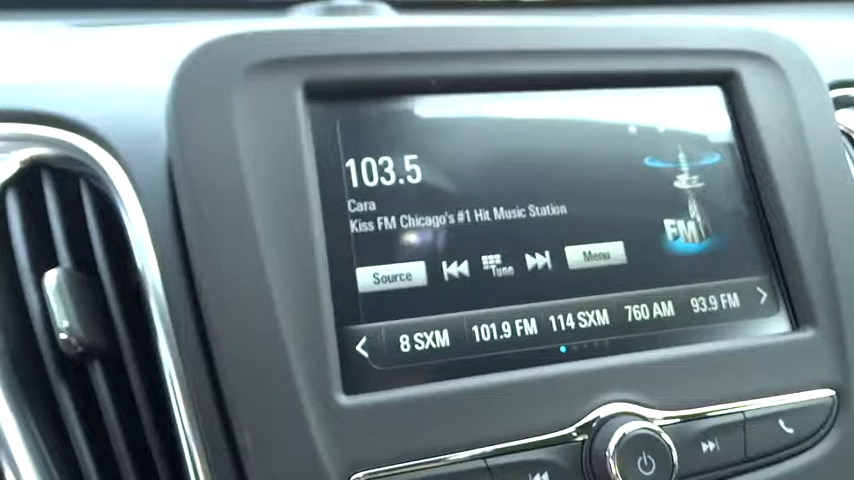 103.5
Cara
Kiss FM Chicago's #1 Hit Music Station
FM
Source
Tune
Menu
8 SXM
101.9 FM
114 SXM
760 AM
93.9 FM